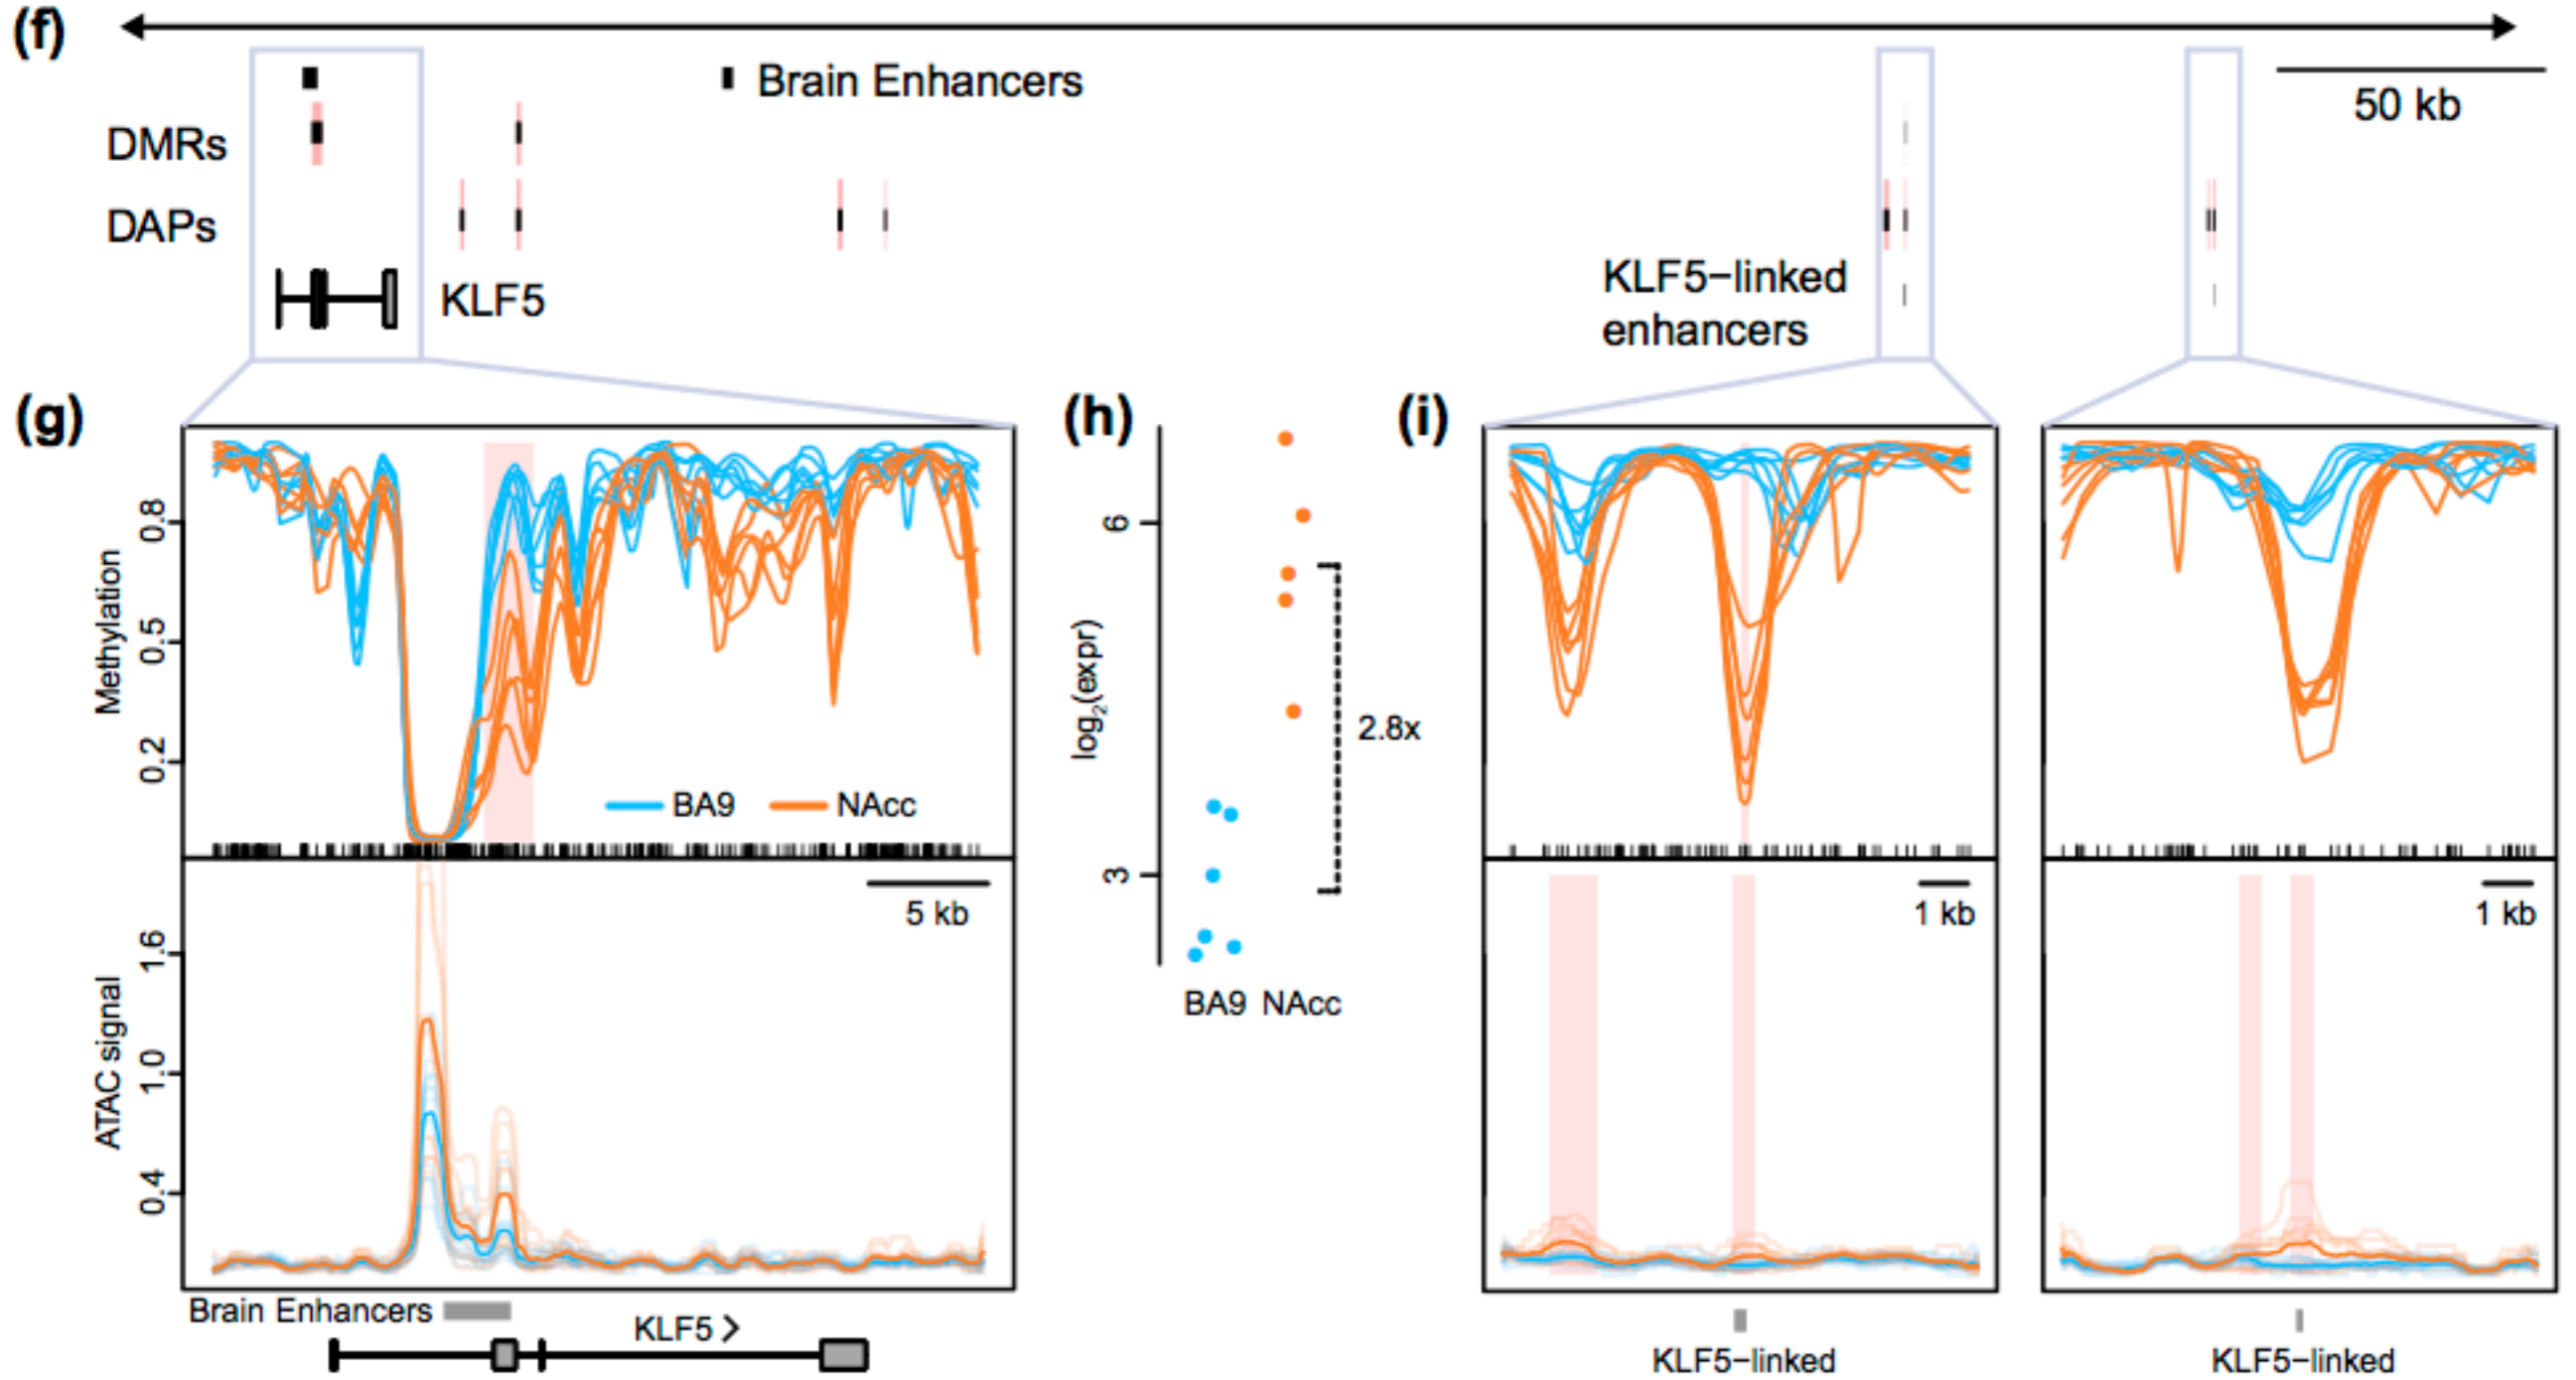 (f)
Brain Enhancers
50 kb
DMRs
DAPs
KLF5
KLF5-linked
enhancers
(g)
(h)
(i)
Methylation
0.8
0.5
0.2
BA9
NAcc
5 kb
ATAC signal
1.6
1.0
0.4
Brain Enhancers
KLF5 >
log2(expr)
6
3
2.8x
BA9 NAcc
1 kb
1 kb
KLF5-linked
KLF5-linked